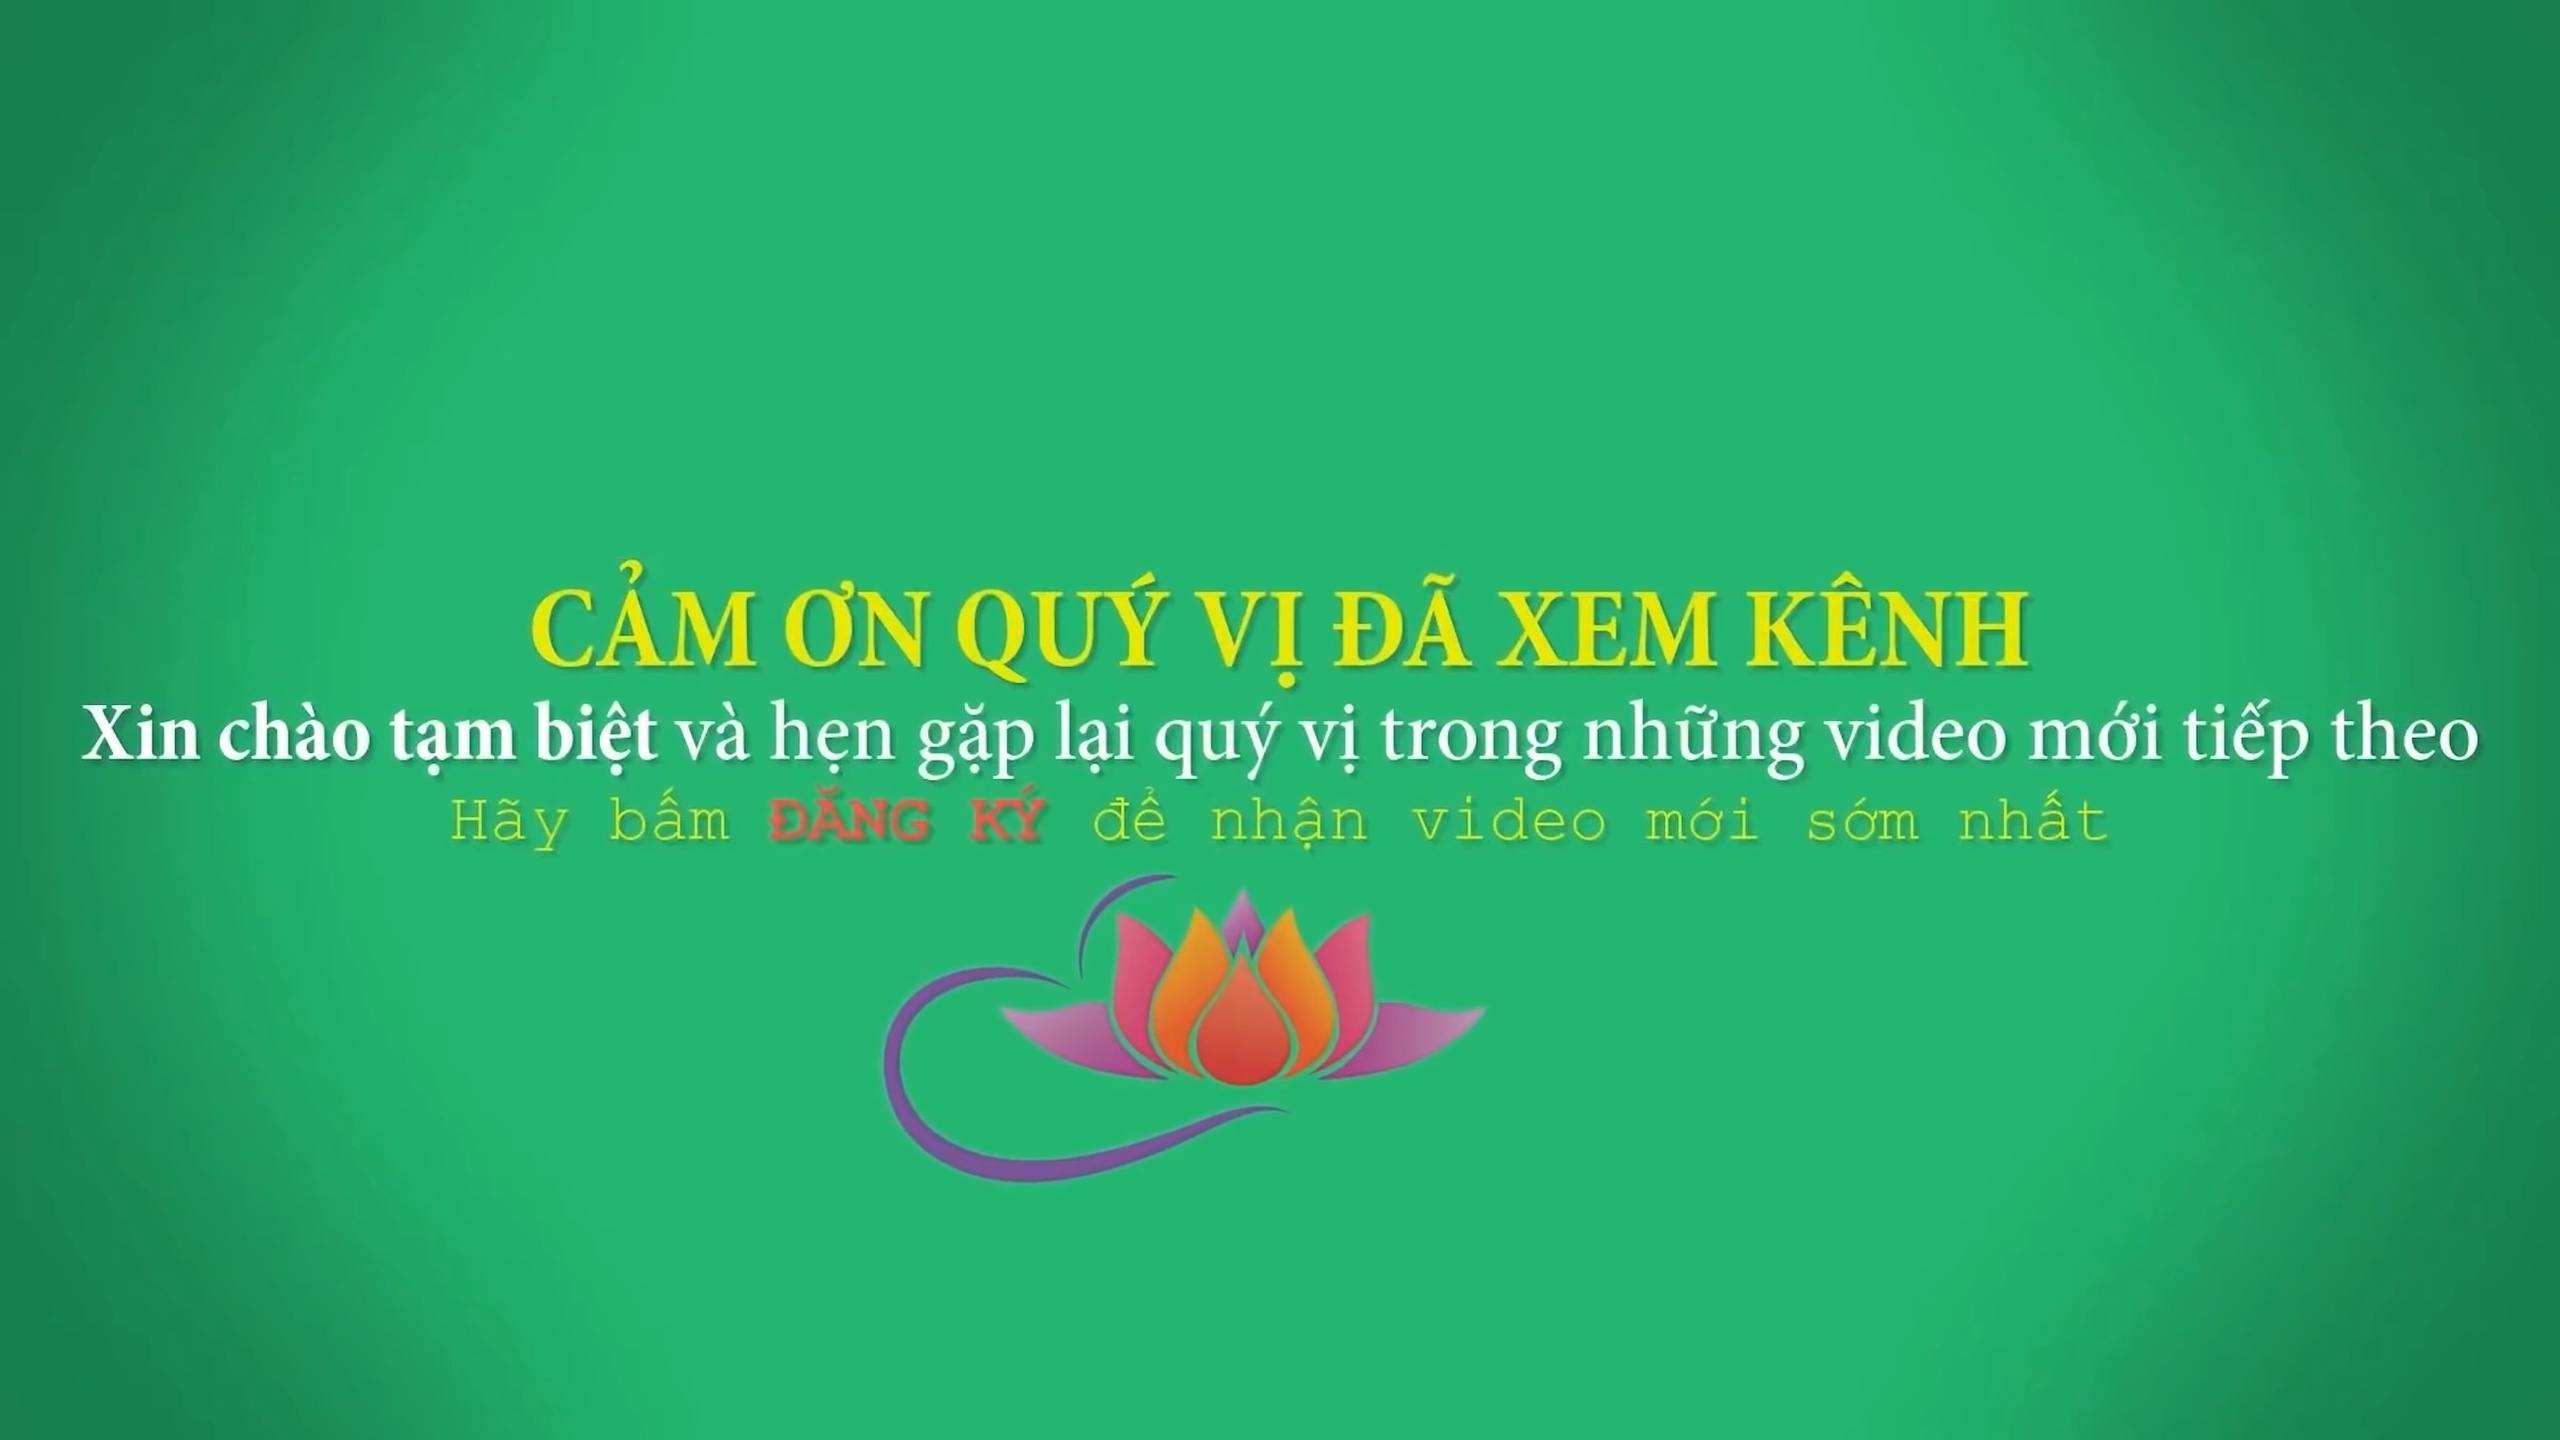 CẢM ƠN QUÝ VỊ ĐÃ XEM KÊNH
Xin chào tạm biệt và hẹn gặp lại quý vị trong những video mới tiếp theo
Hãy bấm ĐĂNG KÝ để nhận video mới sớm nhất